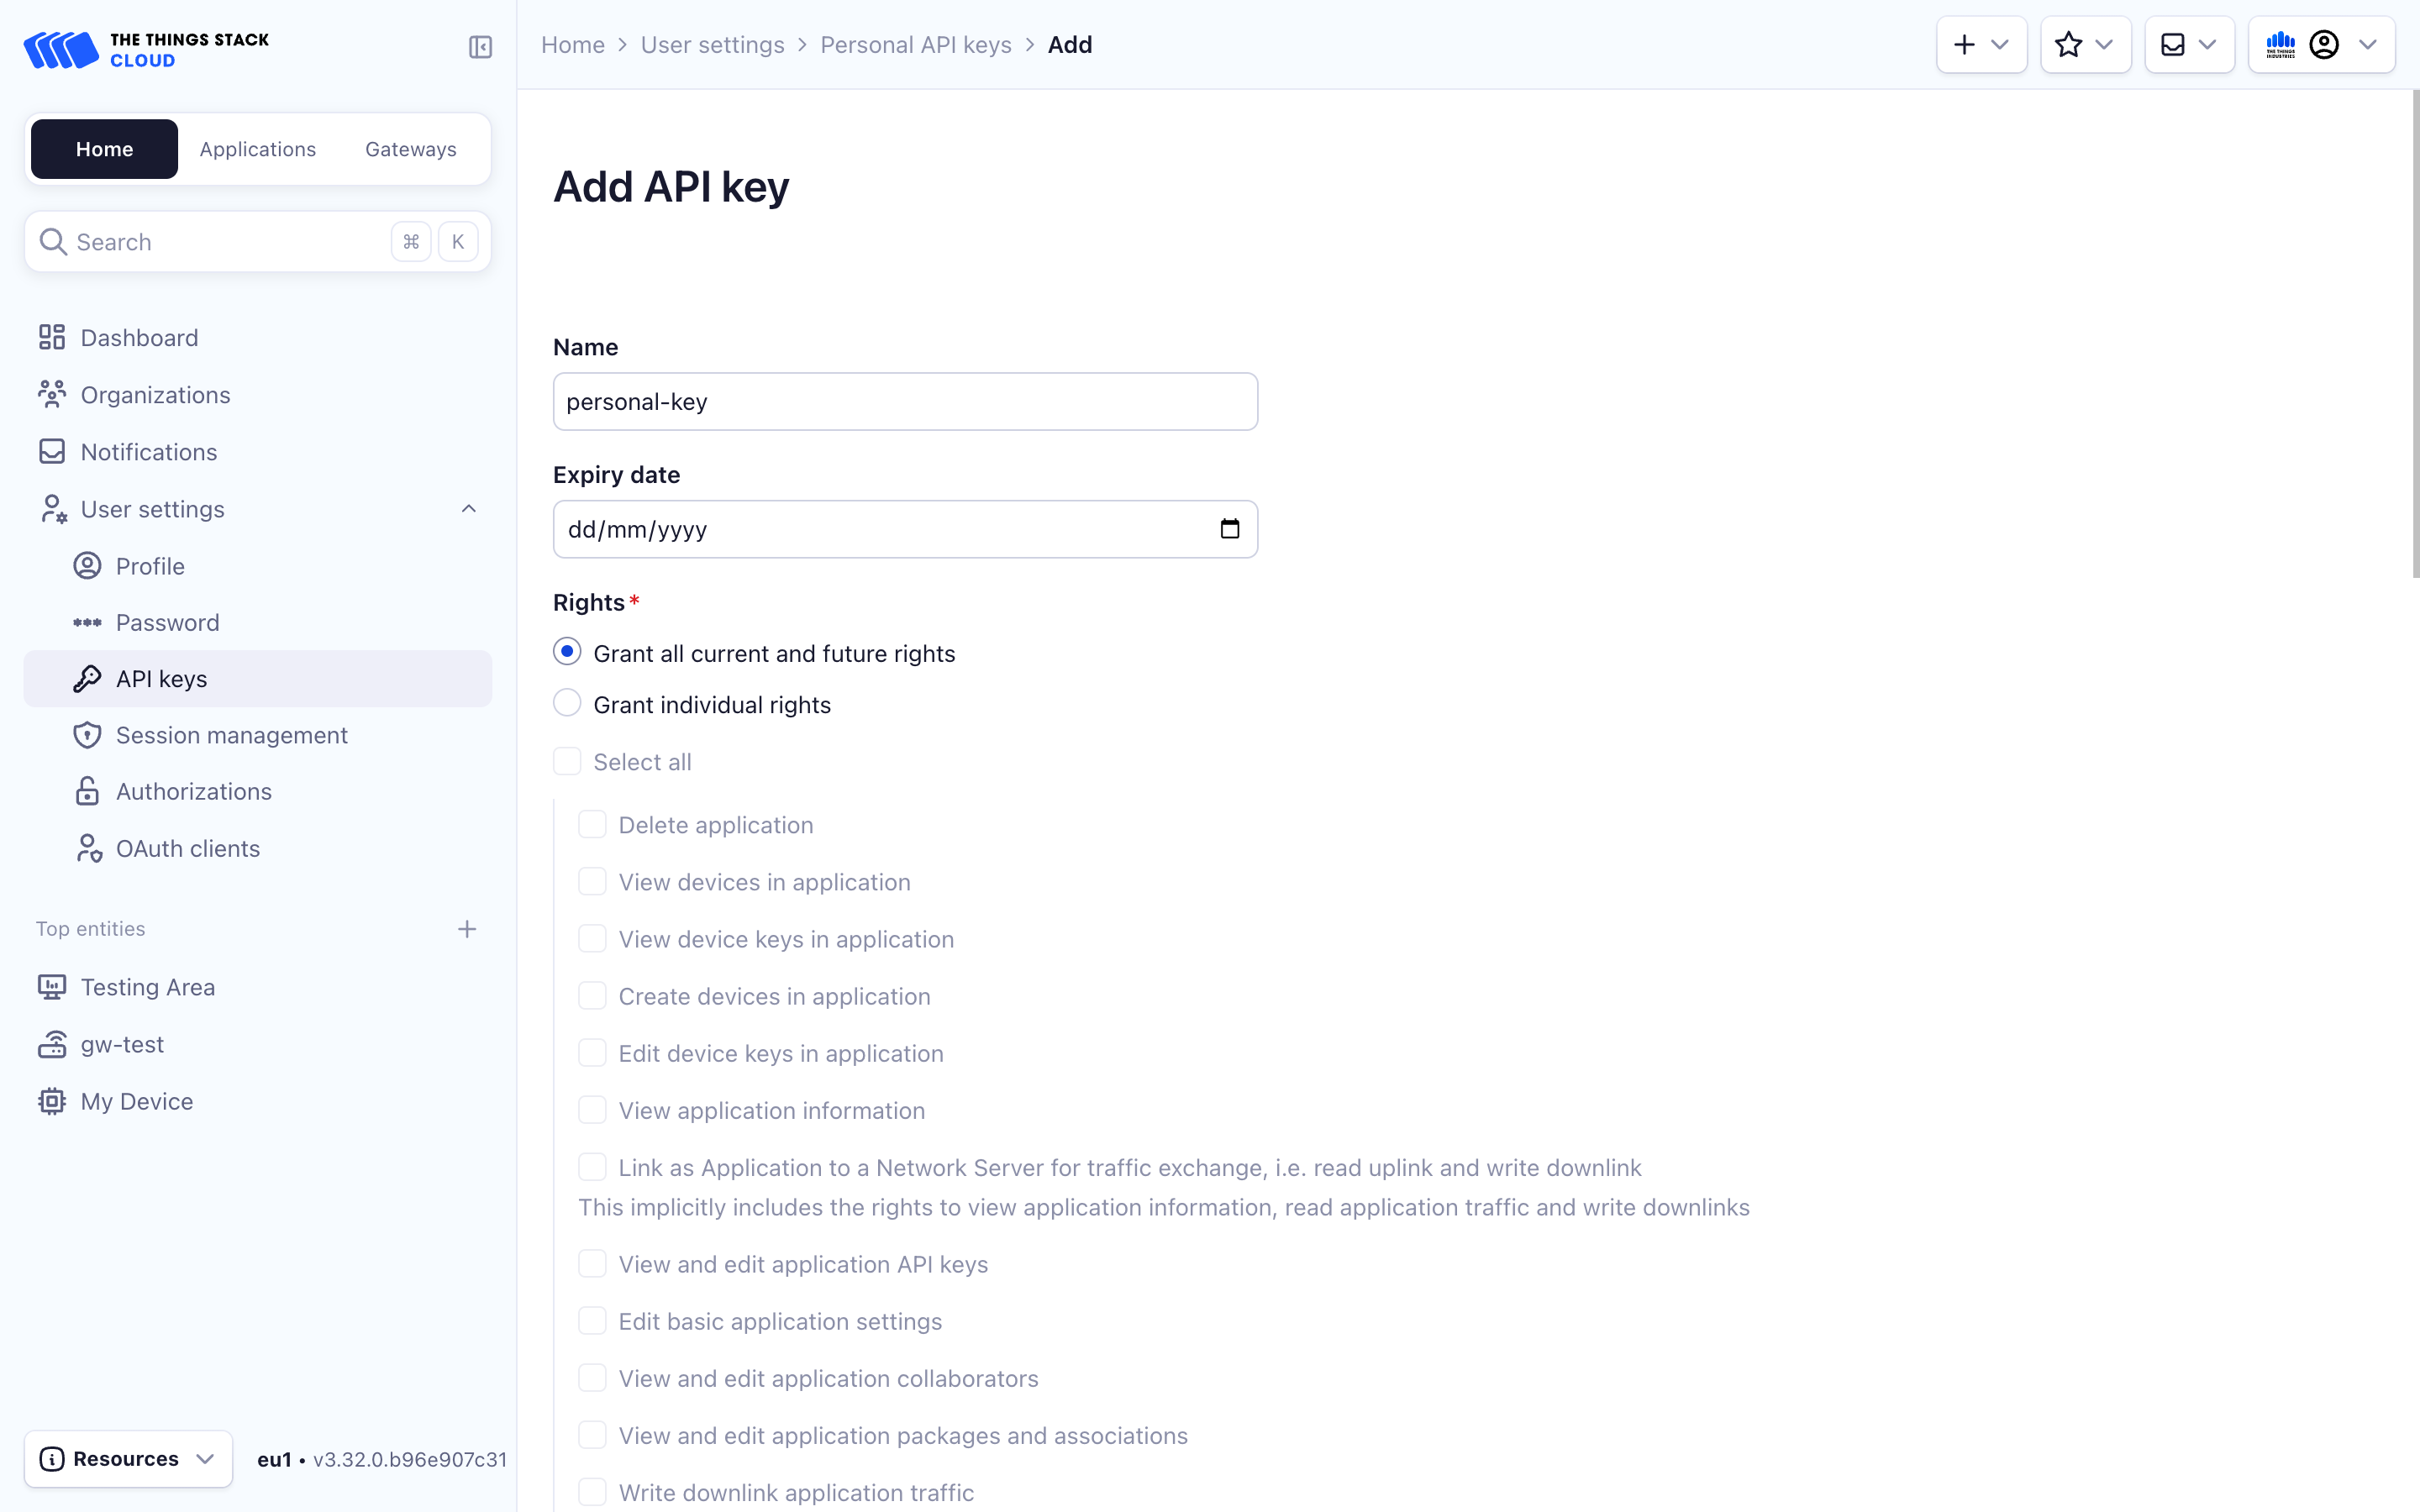 THE THINGS STACK
CLOUD
Home
Applications
Gateways
Search
⌘ K
Dashboard
Organizations
Notifications
User settings
Profile
Password
API keys
Session management
Authorizations
OAuth clients
Top entities
Testing Area
gw-test
My Device
Resources
eu1 • v3.32.0.b96e907c31
Home > User settings > Personal API keys > Add
THE THINGS
INDUSTRIES
Add API key
Name
personal-key
Expiry date
dd/mm/yyyy
Rights*
Grant all current and future rights
Grant individual rights
Select all
Delete application
View devices in application
View device keys in application
Create devices in application
Edit device keys in application
View application information
Link as Application to a Network Server for traffic exchange, i.e. read uplink and write downlink
This implicitly includes the rights to view application information, read application traffic and write downlinks
View and edit application API keys
Edit basic application settings
View and edit application collaborators
View and edit application packages and associations
Write downlink application traffic